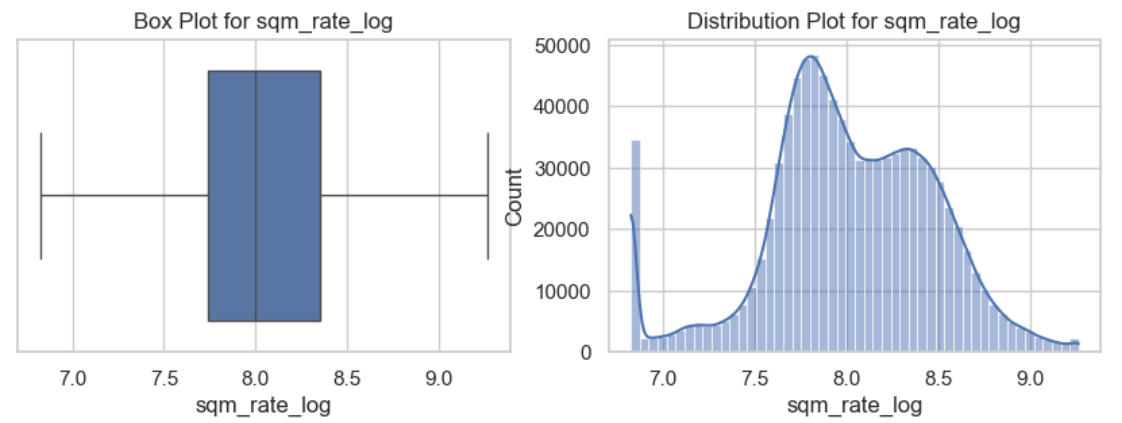 Box Plot for sqm_rate_log
7.0 7.5 8.0 8.5 9.0
sqm_rate_log
Distribution Plot for sqm_rate_log
Count
50000
40000
30000
20000
10000
0
7.0 7.5 8.0 8.5 9.0
sqm_rate_log